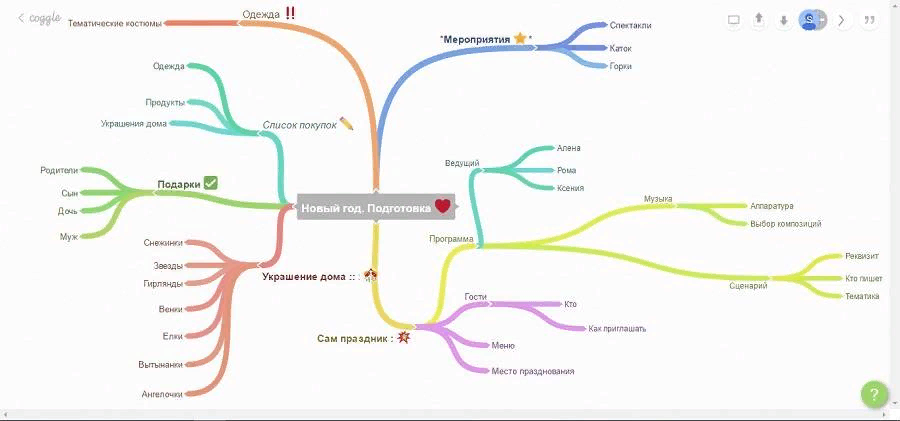 coggle
Одежда
Тематические костюмы
*Мероприятия
*
Спектакли
Каток
Горки
Одежда
Продукты
Украшения дома
Список покупок
Родители
Сын
Дочь
Муж
Подарки
Новый год. Подготовка
Снежинки
Звезды
Гирлянды
Венки
Елки
Вытынанки
Ангелочки
Украшение дома :: :
Сам праздник :
Ведущий
Алена
Рома
Ксения
Программа
Музыка
Аппаратура
Выбор композиций
Сценарий
Реквизит
Кто пишет
Тематика
Гости
Кто
Как приглашать
Меню
Место празднования
?